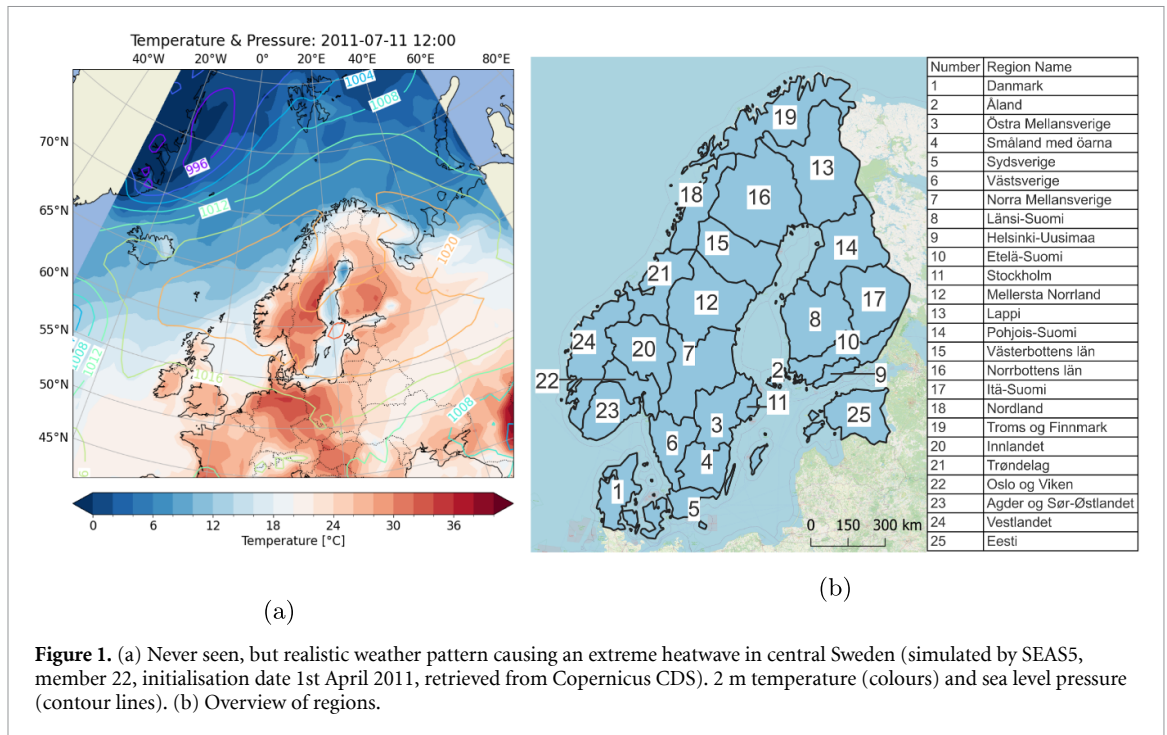 Temperature & Pressure: 2011-07-11 12:00
40°W 20°W 0° 20°E 40°E 60°E 80°E
70°N
65°N
60°N
55°N
50°N
45°N
1004
1008
996
1012
1020
1008
1012
1016
1008
0 6 12 18 24 30 36
Temperature [°C]
(a)
19
13
18
16
15
14
21
12
17
8
24
20
7
10
22
2
9
23
11
3
25
6
4
1
5
0 150 300 km
(b)
Number Region Name
1 Danmark
2 Åland
3 Östra Mellansverige
4 Småland med öarna
5 Sydsverige
6 Västsverige
7 Norra Mellansverige
8 Länsi-Suomi
9 Helsinki-Uusimaa
10 Etelä-Suomi
11 Stockholm
12 Mellersta Norrland
13 Lappi
14 Pohjois-Suomi
15 Västerbottens län
16 Norrbottens län
17 Itä-Suomi
18 Nordland
19 Troms og Finnmark
20 Innlandet
21 Trøndelag
22 Oslo og Viken
23 Agder og Sør-Østlandet
24 Vestlandet
25 Eesti
Figure 1. (a) Never seen, but realistic weather pattern causing an extreme heatwave in central Sweden (simulated by SEAS5,
member 22, initialisation date 1st April 2011, retrieved from Copernicus CDS). 2 m temperature (colours) and sea level pressure
(contour lines). (b) Overview of regions.